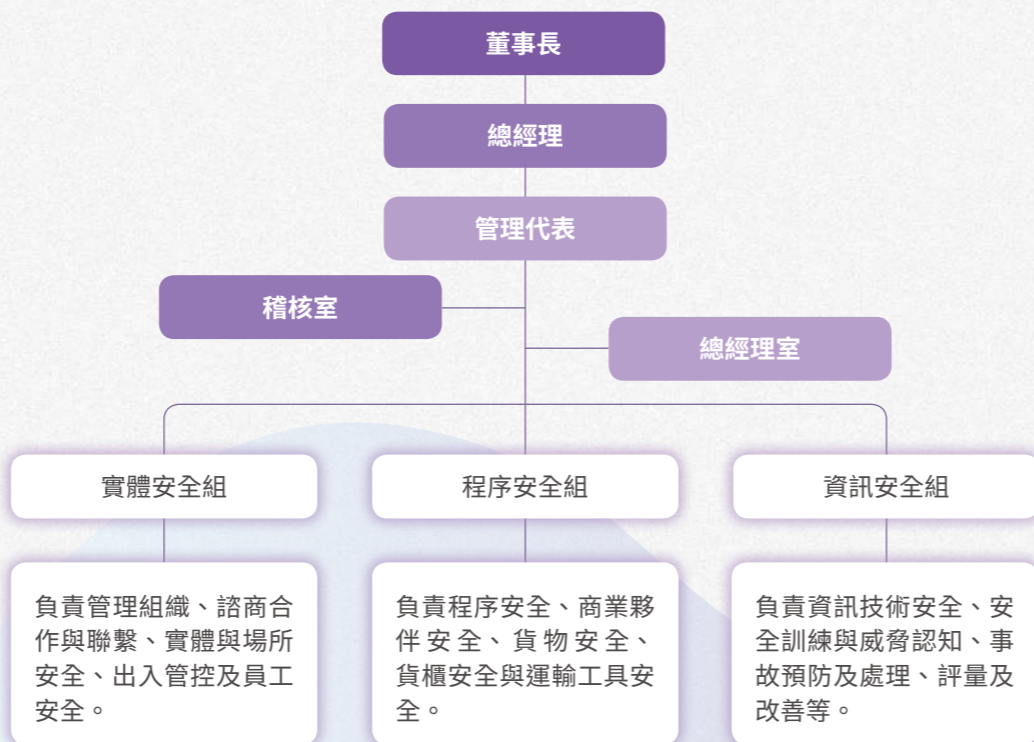 董事長
總經理
管理代表
稽核室
總經理室
實體安全組
程序安全組
資訊安全組
負責管理組織、諮商合
作與聯繫、實體與場所
安全、出入管控及員工
安全。
負責程序安全、商業夥
伴安全、貨物安全、
貨櫃安全與運輸工具安
全。
負責資訊技術安全、安
全訓練與威脅認知、事
故預防及處理、評量及
改善等。